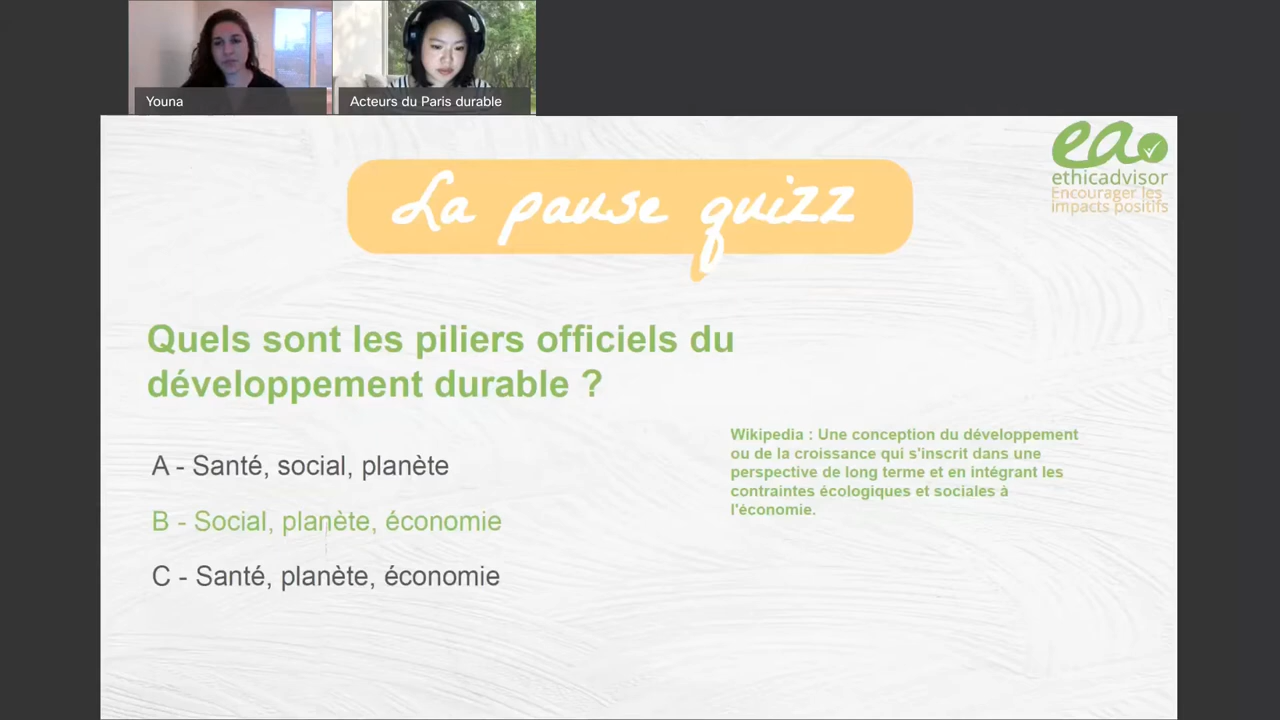 Youna
Acteurs du Paris durable
ea
ethicadvisor
Encourager les
impacts positifs
La pause quizz
Quels sont les piliers officiels du
développement durable ?
A - Santé, social, planète
B - Social, planète, économie
C - Santé, planète, économie
Wikipedia : Une conception du développement
ou de la croissance qui s'inscrit dans une
perspective de long terme et en intégrant les
contraintes écologiques et sociales à
l'économie.